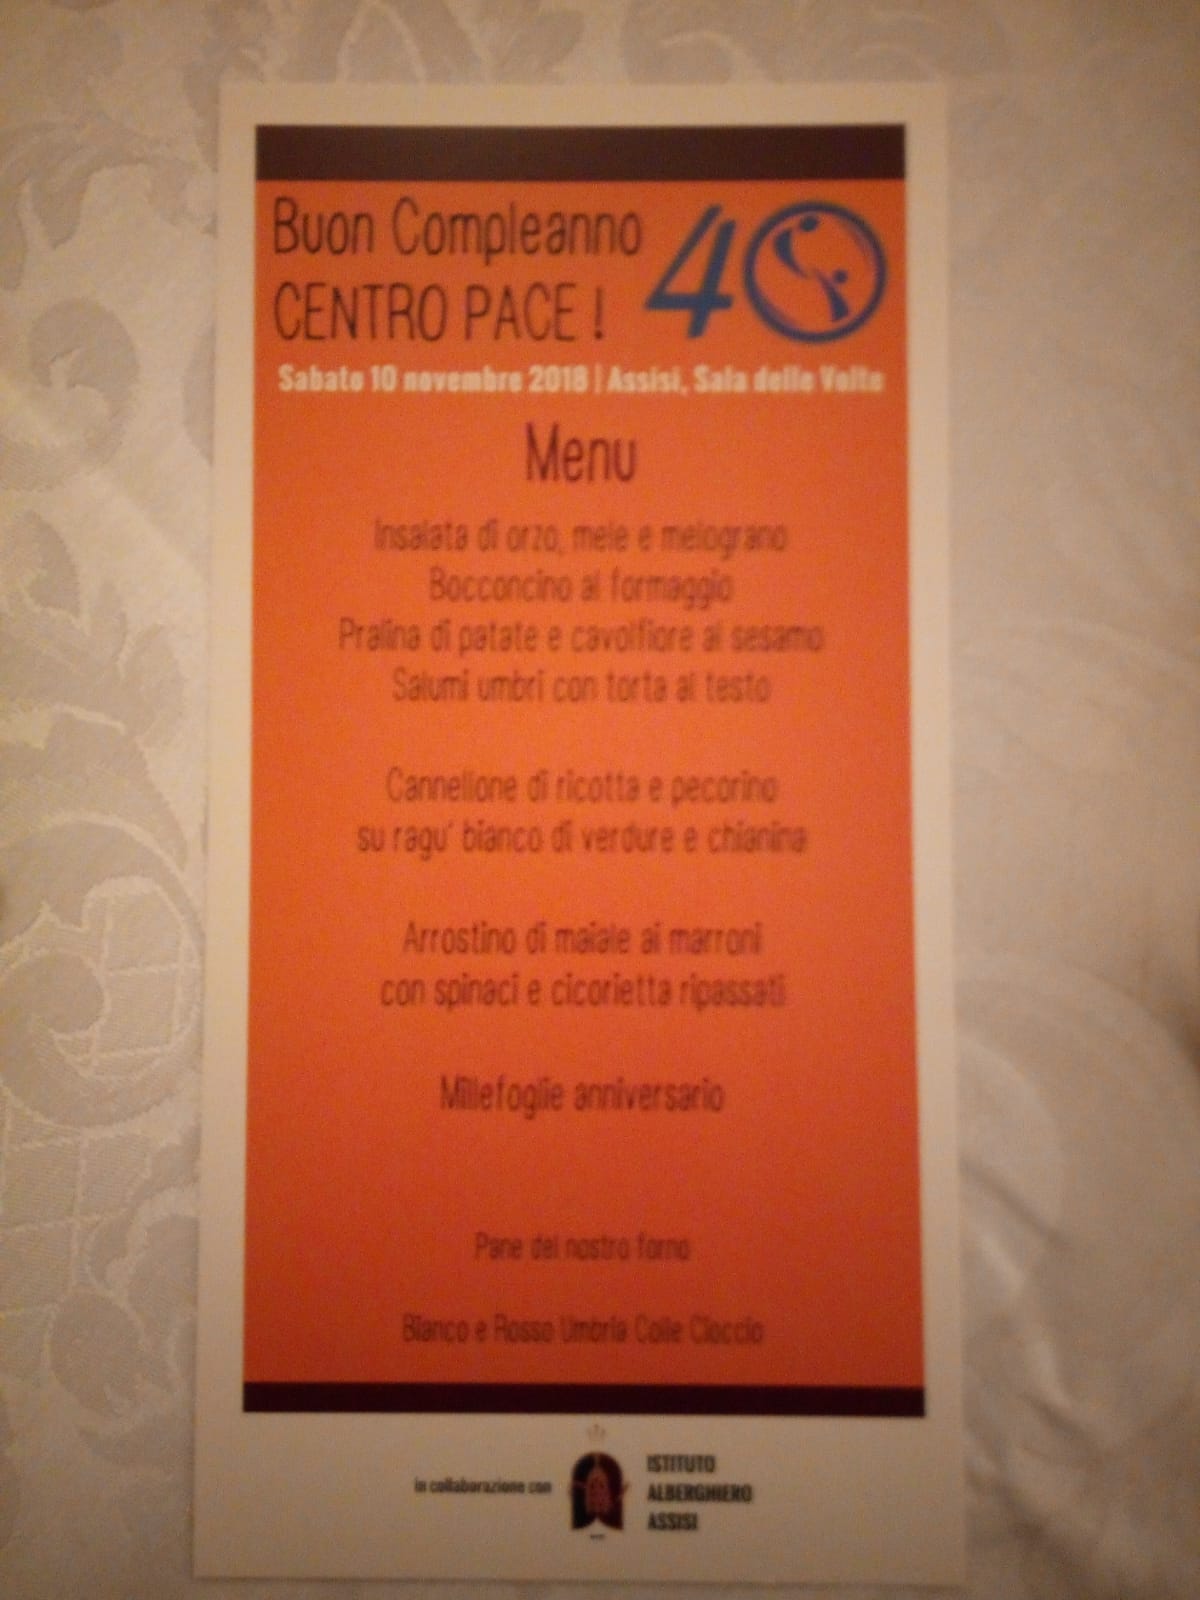 Buon Compleanno
CENTRO PACE !
40
Sabato 10 novembre 2018 | Assisi, Sala delle Volte
Menu
Insalata di orzo, mele e melograno
Bocconcino al formaggio
Pralina di patate e cavolfiore al sesamo
Salumi umbri con torta al testo
Cannellone di ricotta e pecorino
su ragu' bianco di verdure e chianina
Arrostino di maiale ai marroni
con spinaci e cicorietta ripassati
Millefoglie anniversario
Pane del nostro forno
Bianco e Rosso Umbria Colle Cioccio
in collaborazione con
ISTITUTO
ALBERGHIERO
ASSISI